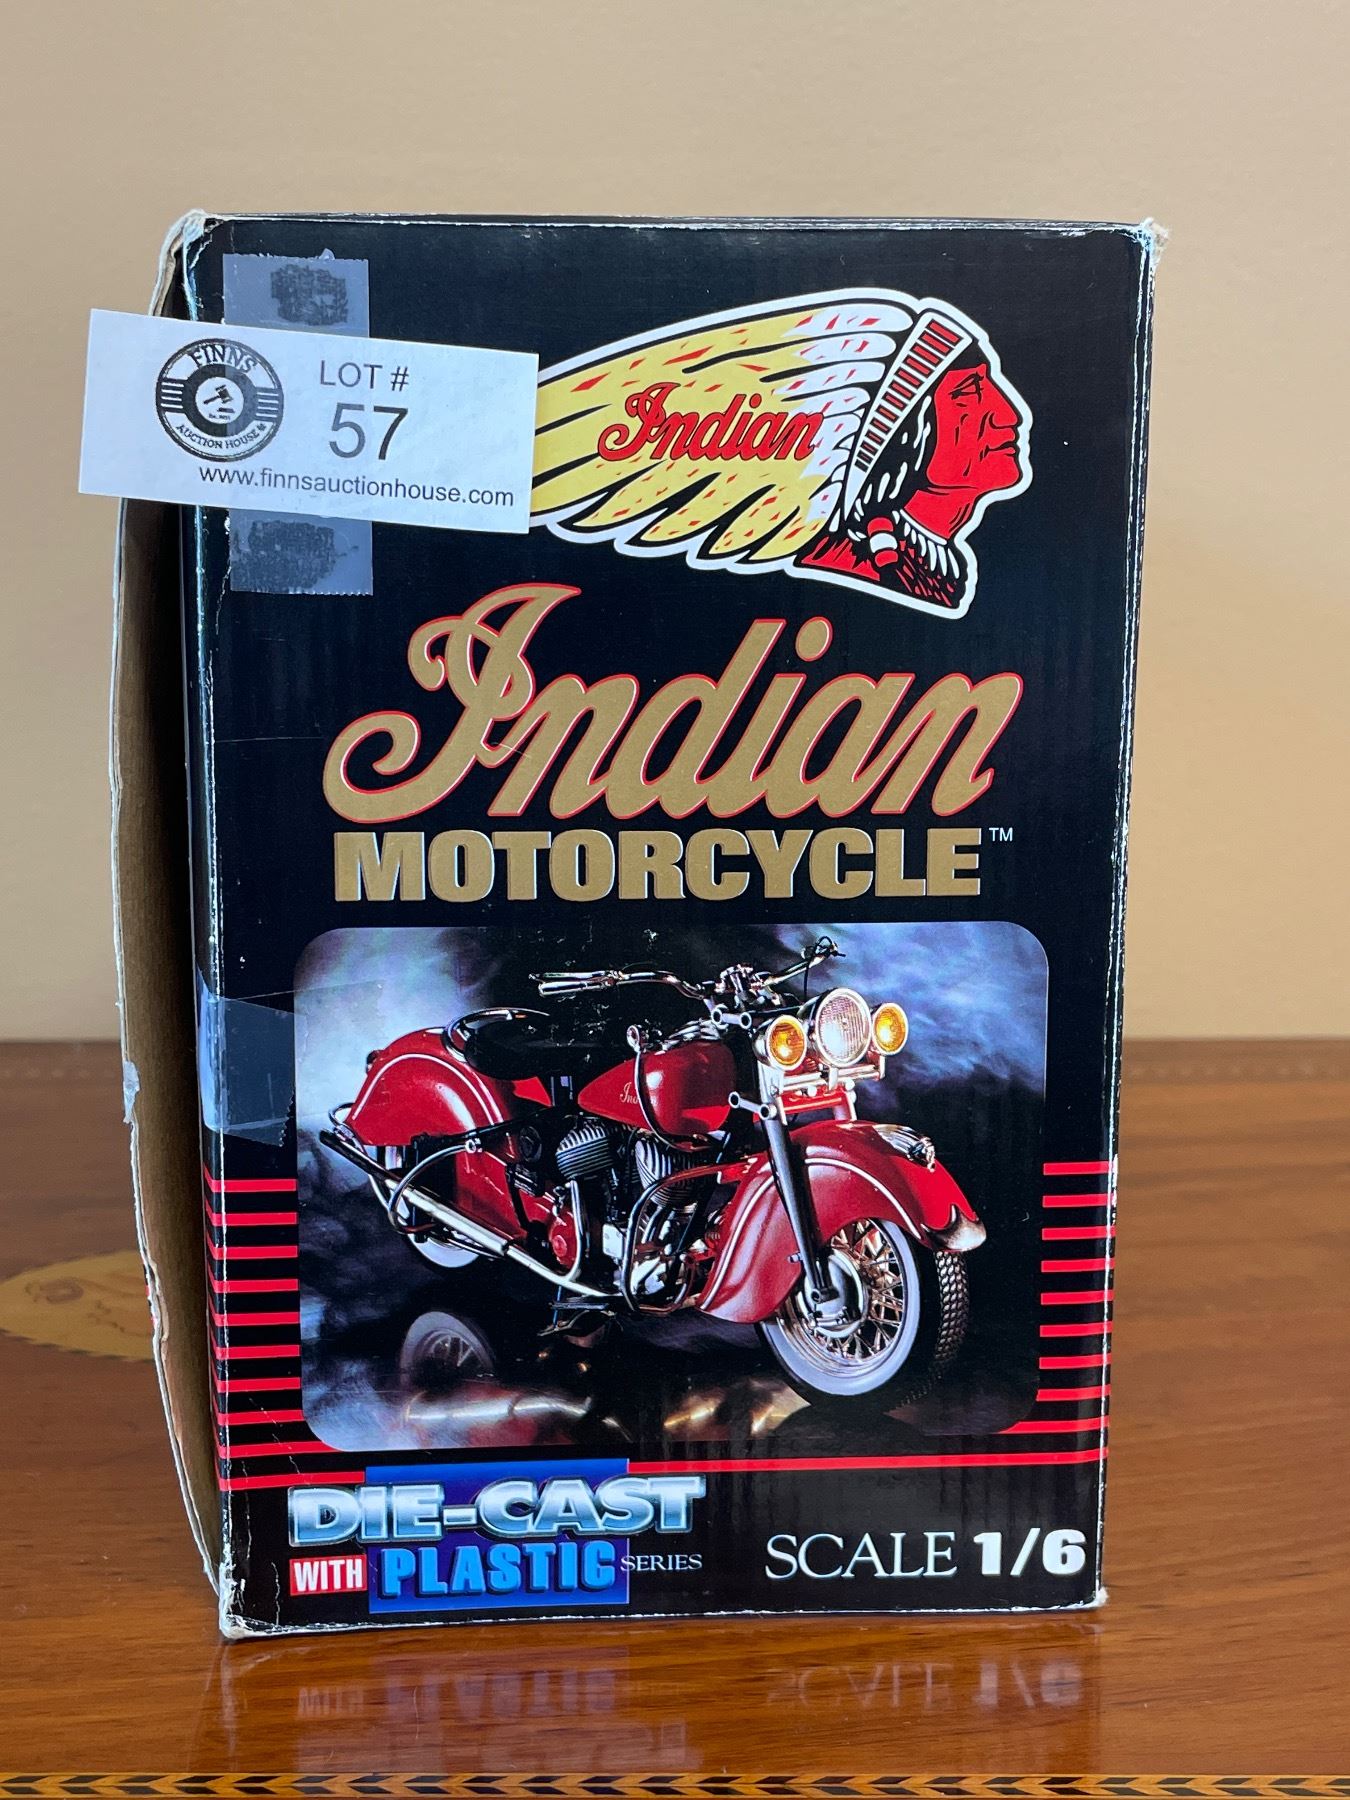 FINNS
AUCTION HOUSE
LOT #
57
www.finnsauctionhouse.com
Indian
Indian
MOTORCYCLE™
Indian
DIE-CAST
WITH PLASTIC SERIES
SCALE 1/6